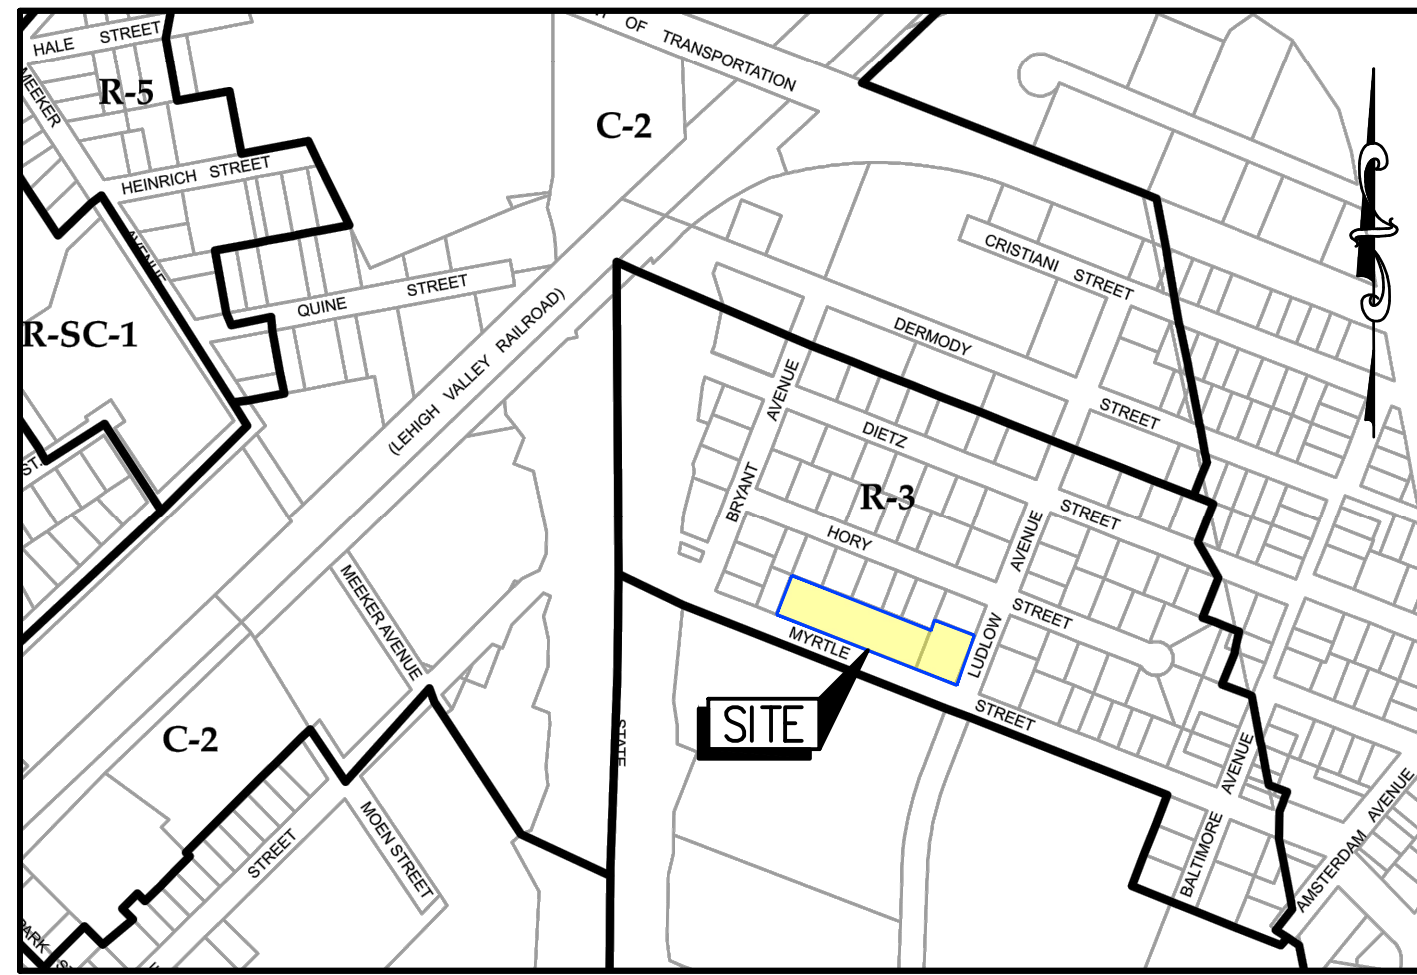 HALE STREET
R-5
MEEKER
AVENUE
HEINRICH STREET
R-SC-1
QUINE STREET
ST.
OF TRANSPORTATION
C-2
(LEHIGH VALLEY RAILROAD)
CRISTIANI STREET
DERMODY
STREET
BRYANT AVENUE
DIETZ
STREET
R-3
HORY
STREET
LUDLOW AVENUE
MYRTLE
STREET
SITE
STATE
MEEKER AVENUE
C-2
MOEN STREET
STREET
PARK
BALTIMORE AVENUE
AMSTERDAM AVENUE